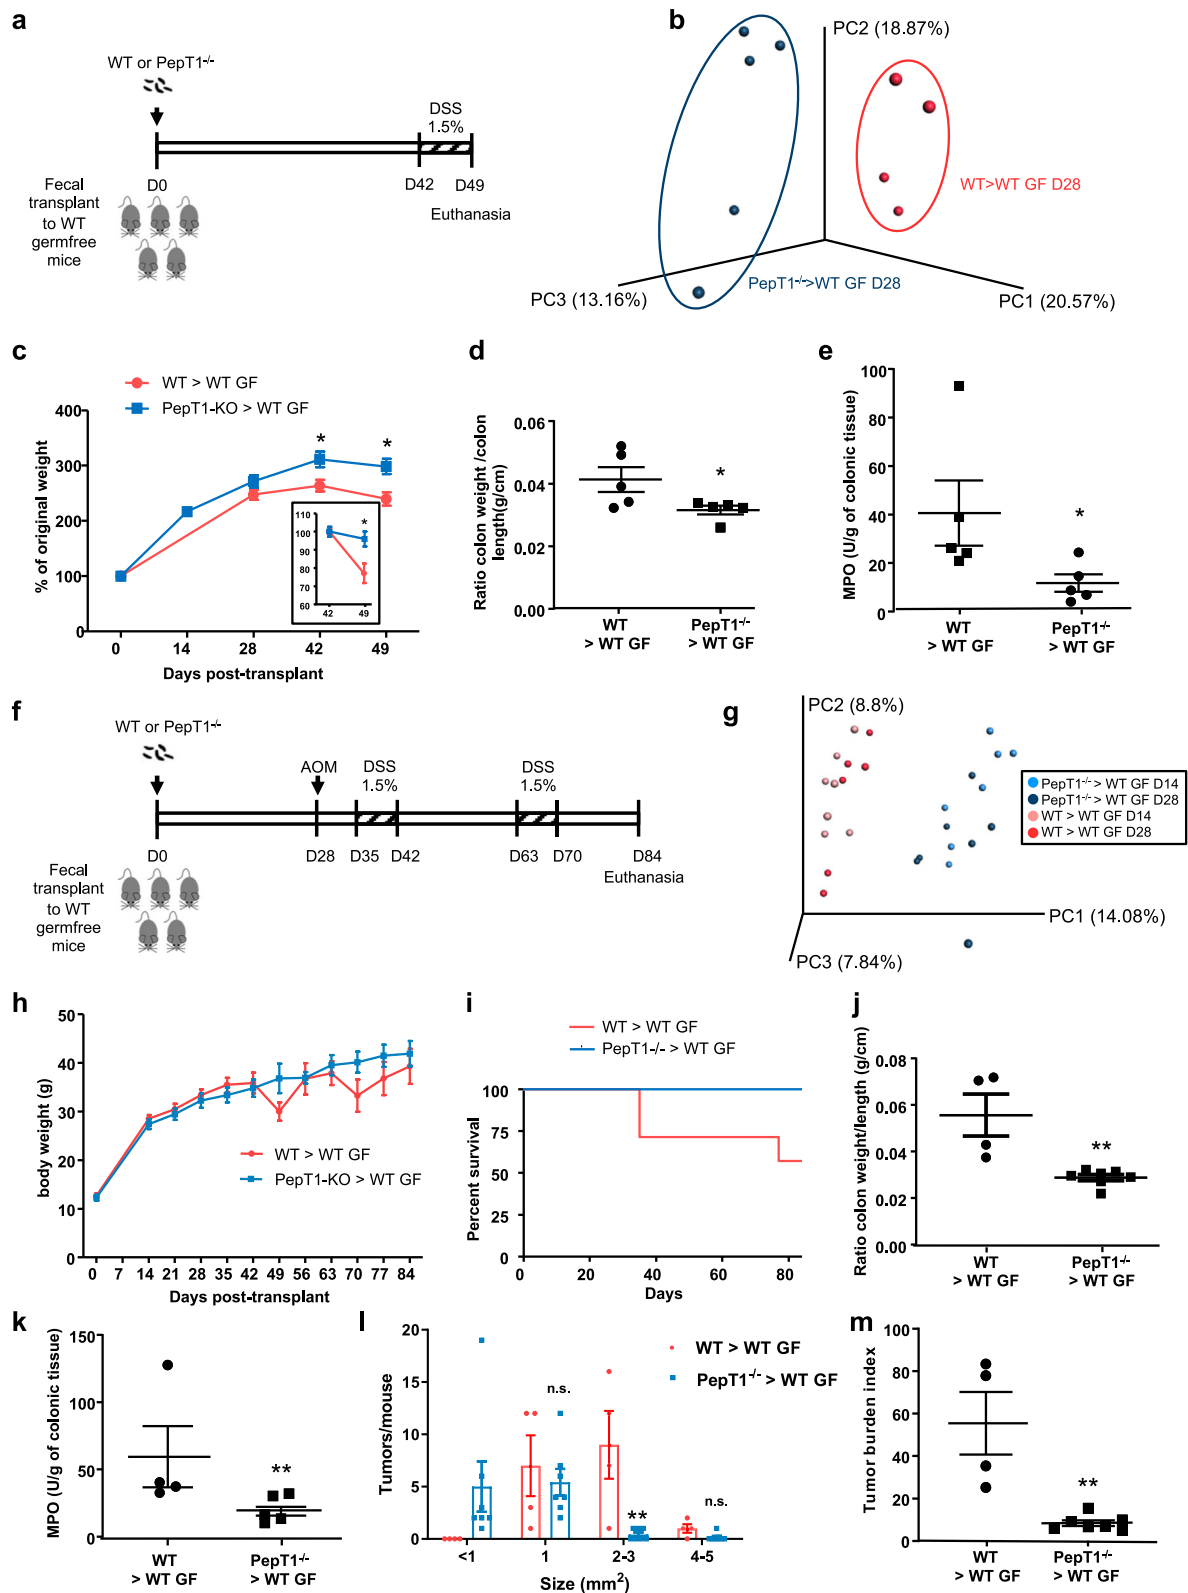 a
WT or PepT1-/-
DSS
1.5%
D0
D42
D49
Euthanasia
Fecal
transplant
to WT
germfree
mice
b
PC2 (18.87%)
WT>WT GF D28
PepT1-/->WT GF D28
PC3 (13.16%)
PC1 (20.57%)
c
WT > WT GF
PepT1-KO > WT GF
% of original weight
400
300
200
100
0
* *
110
100
90
80
70
60
*
42 49
0 14 28 42 49
Days post-transplant
d
Ratio colon weight /colon
length(g/cm)
0.06
0.04
0.02
0.00
*
WT
> WT GF
PepT1-/-
> WT GF
e
MPO (U/g of colonic tissue)
100
80
60
40
20
0
*
WT
> WT GF
PepT1-/-
> WT GF
f
WT or PepT1-/-
AOM
DSS
1.5%
DSS
1.5%
D0
D28
D35
D42
D63
D70
D84
Euthanasia
Fecal
transplant
to WT
germfree
mice
g
PC2 (8.8%)
PepT1-/-> WT GF D14
PepT1-/-> WT GF D28
WT > WT GF D14
WT > WT GF D28
PC1 (14.08%)
PC3 (7.84%)
h
body weight (g)
50
40
30
20
10
0
WT > WT GF
PepT1-KO > WT GF
0 7 14 21 28 35 42 49 56 63 70 77 84
Days post-transplant
i
WT > WT GF
PepT1-/- > WT GF
Percent survival
100
75
50
25
0
0 20 40 60 80
Days
j
Ratio colon weight/length (g/cm)
0.08
0.06
0.04
0.02
0.00
**
WT
> WT GF
PepT1-/-
> WT GF
k
MPO (U/g of colonic tissue)
150
100
50
0
**
WT
> WT GF
PepT1-/-
> WT GF
l
Tumors/mouse
20
15
10
5
0
WT > WT GF
PepT1-/- > WT GF
n.s.
**
n.s.
<1 1 2-3 4-5
Size (mm2)
m
Tumor burden index
100
80
60
40
20
0
**
WT
> WT GF
PepT1-/-
> WT GF